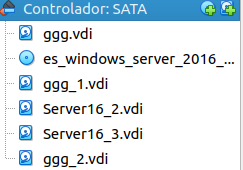 Controlador: SATA
ggg.vdi
es_windows_server_2016_...
ggg_1.vdi
Server16_2.vdi
Server16_3.vdi
ggg_2.vdi